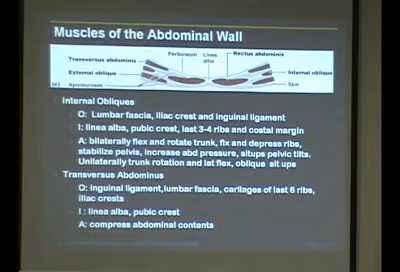 Muscles of the Abdominal Wall
Peritoneum Linea alba Rectus abdominis
Transversus abdominis
External oblique Internal oblique
(c) Aponeurosis Skin
Internal Obliques
O: Lumbar fascia, iliac crest and inguinal ligament
I: linea alba, pubic crest, last 3-4 ribs and costal margin
A: bilaterally flex and rotate trunk, fix and depress ribs,
stabilize pelvis, increase abd pressure, situps pelvic tilts.
Unilaterally trunk rotation and lat flex, oblique sit ups
Transversus Abdominus
O: inguinal ligament,lumbar fascia, carilages of last 6 ribs,
iliac crests
I : linea alba, pubic crest
A: compress abdominal contents